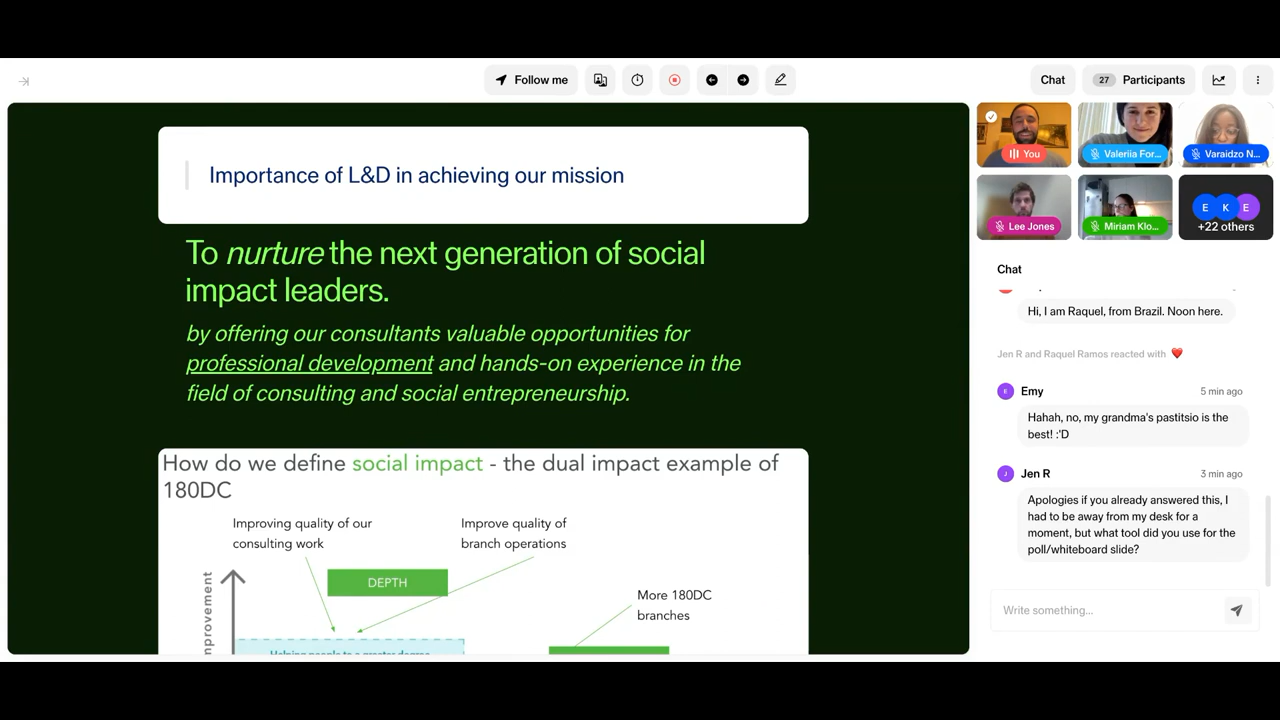 Follow me
Chat
27
Participants
Importance of L&D in achieving our mission
To nurture the next generation of social
impact leaders.
by offering our consultants valuable opportunities for
professional development and hands-on experience in the
field of consulting and social entrepreneurship.
How do we define social impact - the dual impact example of
180DC
Improving quality of our
consulting work
Improve quality of
branch operations
DEPTH
More 180DC
branches
You
Valeriia For...
Varaidzo N...
Lee Jones
Miriam Klo...
E
K
E
+22 others
Chat
Hi, I am Raquel, from Brazil. Noon here.
Jen R and Raquel Ramos reacted with
E
Emy
5 min ago
Hahah, no, my grandma's pastitsio is the
best! :'D
J
Jen R
3 min ago
Apologies if you already answered this, I
had to be away from my desk for a
moment, but what tool did you use for the
poll/whiteboard slide?
Write something...